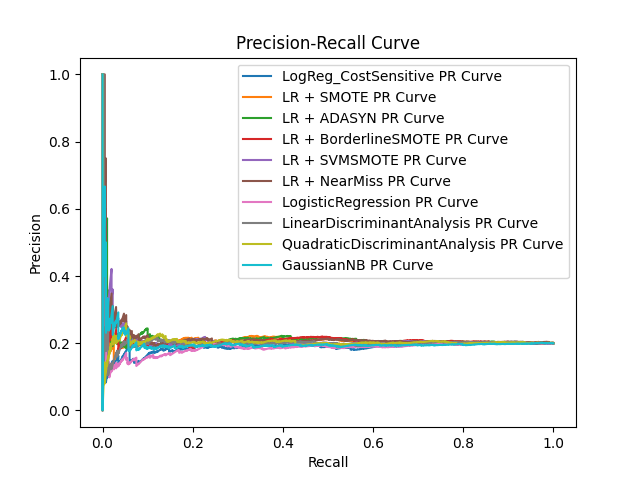 Precision-Recall Curve
1.0
0.8
0.6
0.4
0.2
0.0
Precision
LogReg_CostSensitive PR Curve
LR + SMOTE PR Curve
LR + ADASYN PR Curve
LR + BorderlineSMOTE PR Curve
LR + SVMSMOTE PR Curve
LR + NearMiss PR Curve
LogisticRegression PR Curve
LinearDiscriminantAnalysis PR Curve
QuadraticDiscriminantAnalysis PR Curve
GaussianNB PR Curve
0.0 0.2 0.4 0.6 0.8 1.0
Recall